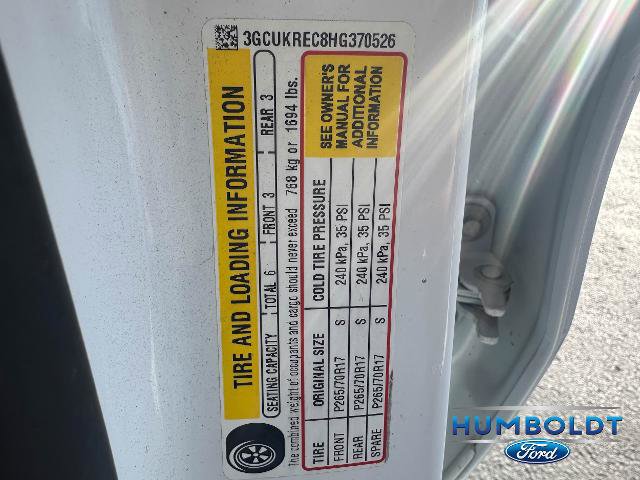 3GCUKREC8HG370526
TIRE AND LOADING INFORMATION
SEATING CAPACITY TOTAL 6 FRONT 3 REAR 3
The combined weight of occupants and cargo should never exceed 768 kg or 1694 lbs.
TIRE ORIGINAL SIZE COLD TIRE PRESSURE
FRONT P265/70R17 S 240 kPa, 35 PSI
REAR P265/70R17 S 240 kPa, 35 PSI
SPARE P265/70R17 S 240 kPa, 35 PSI
SEE OWNER'S
MANUAL FOR
ADDITIONAL
INFORMATION
HUMBOLDT
Ford